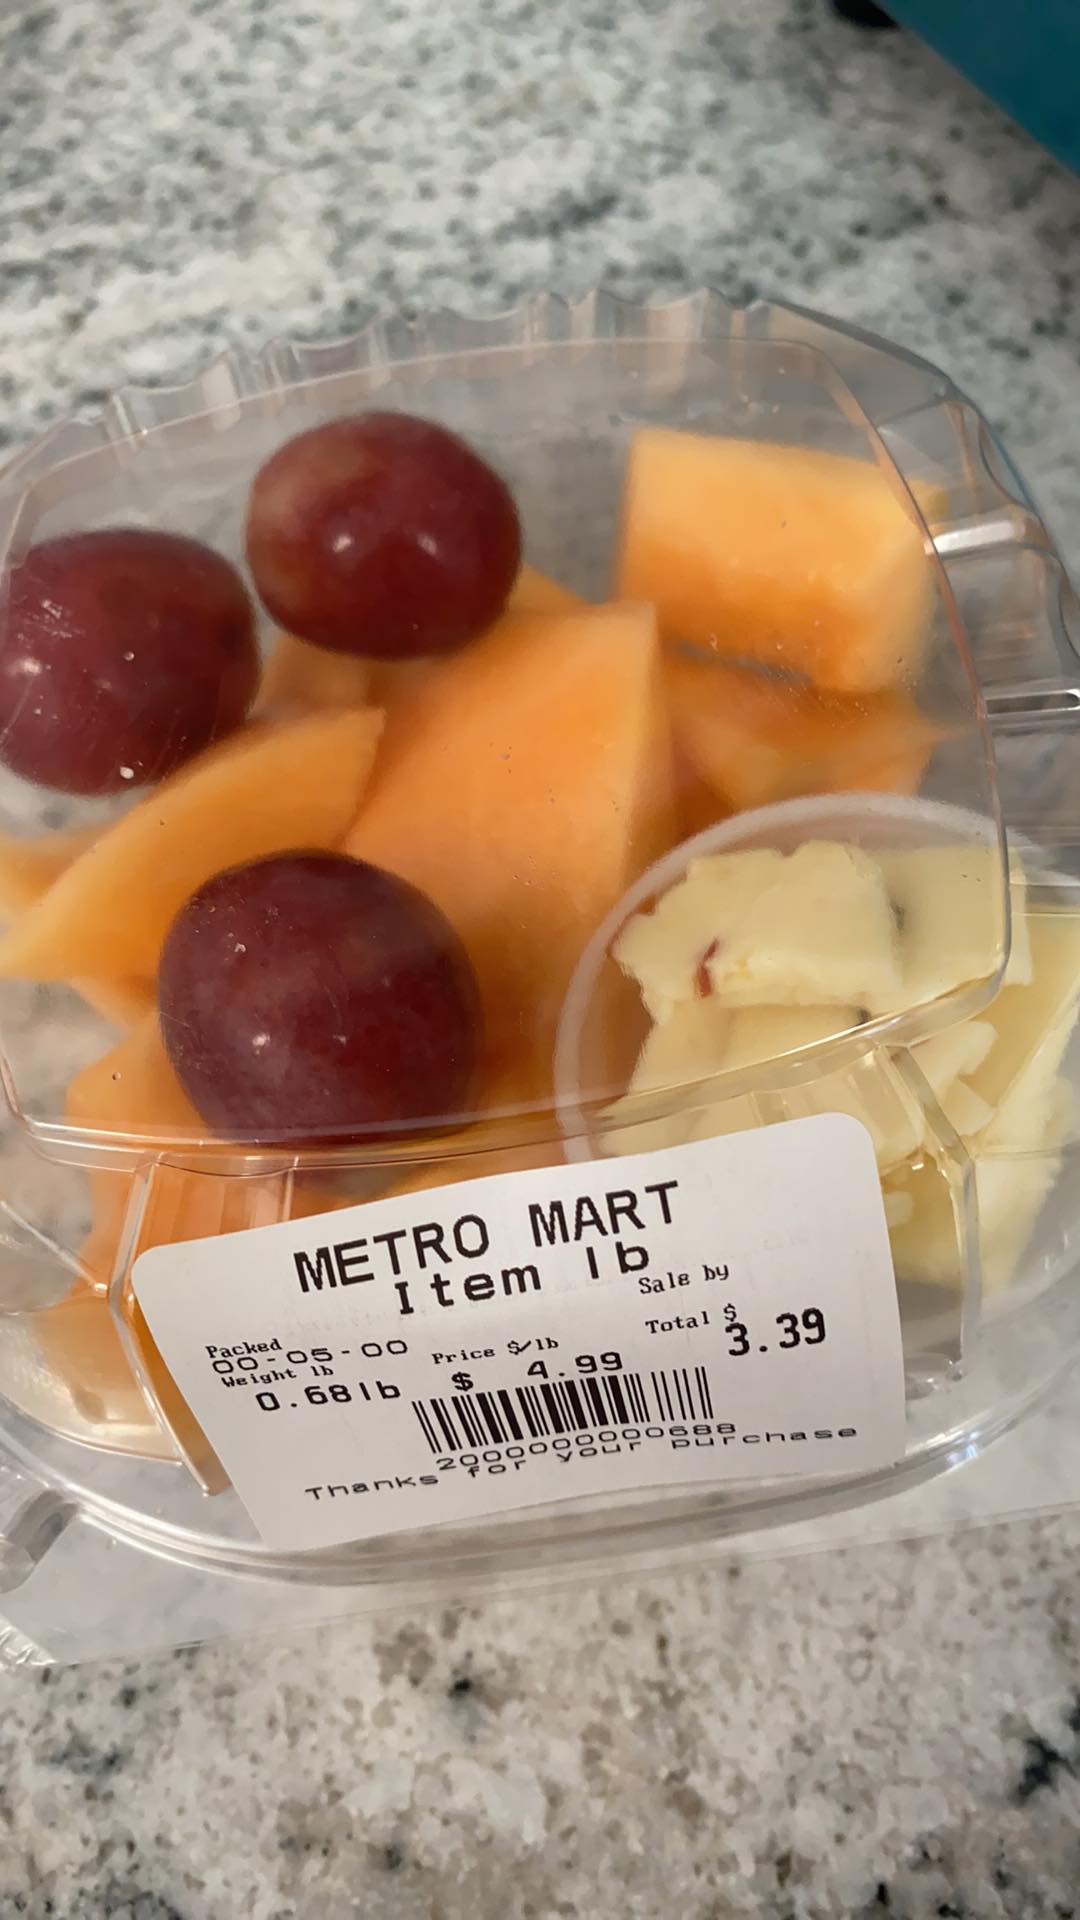 METRO MART
Item lb
Sale by
Packed
00-05-00
Price $/lb
Total $
3.39
Weight lb
0.68lb
$ 4.99
2000000000688
Thanks for your purchase